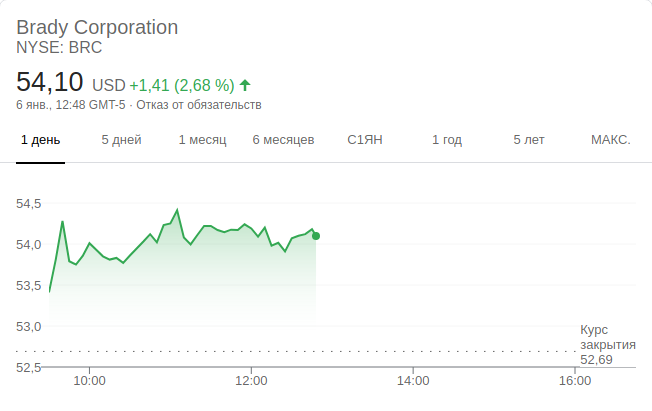 Brady Corporation
NYSE: BRC
54,10 USD +1,41 (2,68 %)
6 янв., 12:48 GMT-5 · Отказ от обязательств
1 день 5 дней 1 месяц 6 месяцев С1ЯН 1 год 5 лет МАКС.
54,5
54,0
53,5
53,0
Курс
закрытия
52,69
52,5
10:00 12:00 14:00 16:00